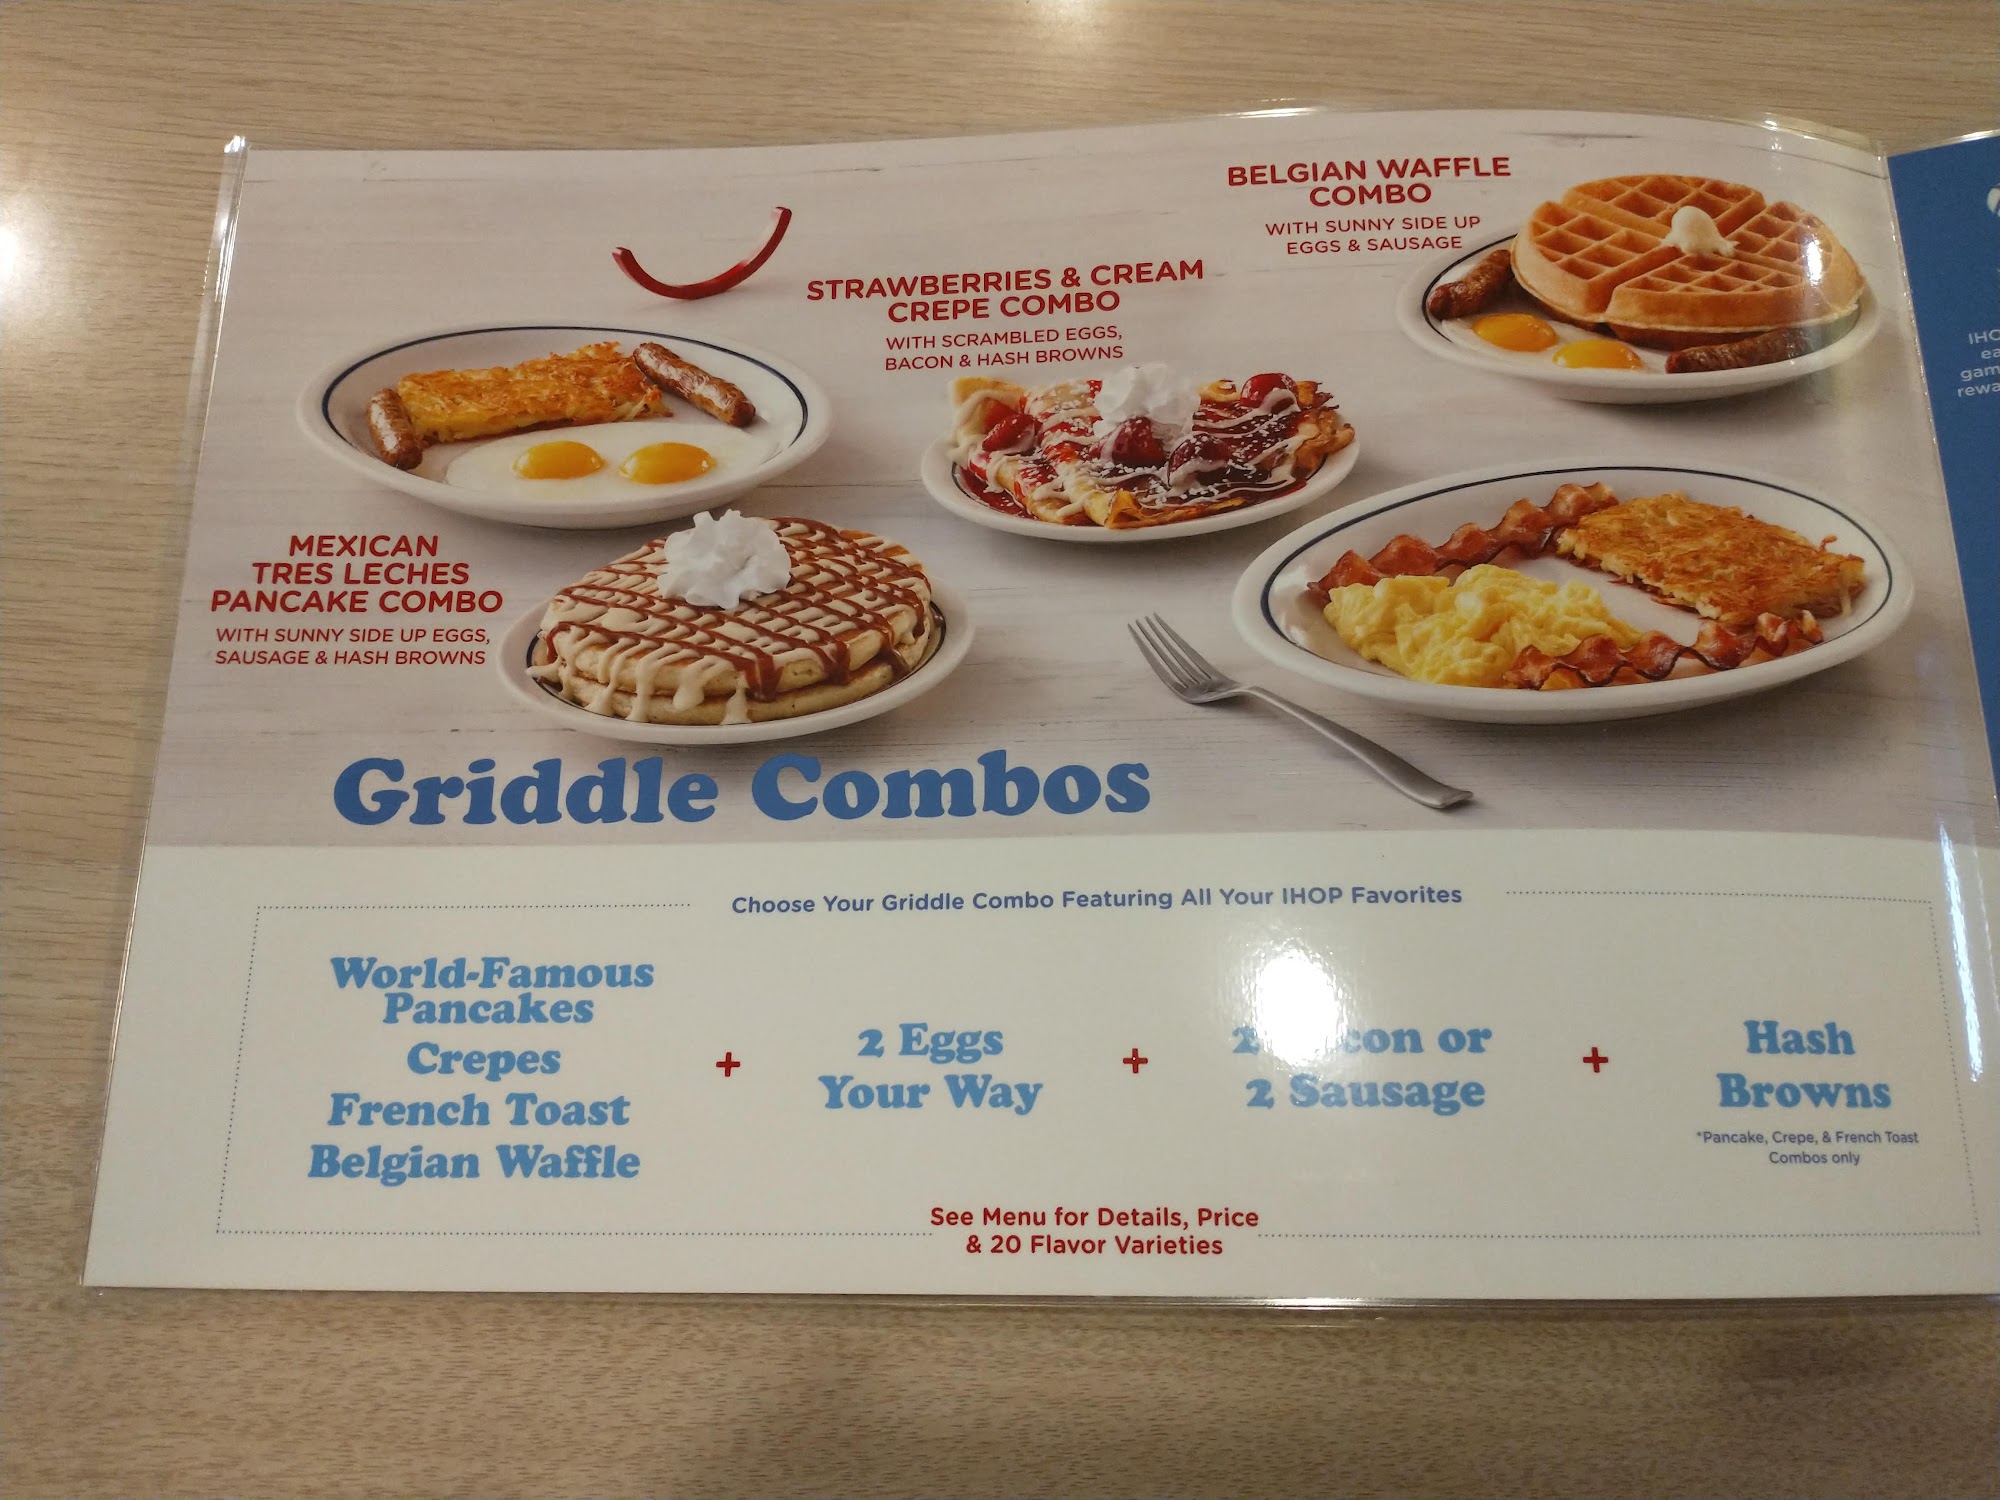 BELGIAN WAFFLE
COMBO
WITH SUNNY SIDE UP
EGGS & SAUSAGE
STRAWBERRIES & CREAM
CREPE COMBO
WITH SCRAMBLED EGGS,
BACON & HASH BROWNS
MEXICAN
TRES LECHES
PANCAKE COMBO
WITH SUNNY SIDE UP EGGS,
SAUSAGE & HASH BROWNS
Griddle Combos
Choose Your Griddle Combo Featuring All Your IHOP Favorites
World-Famous
Pancakes
Crepes
French Toast
Belgian Waffle
+
2 Eggs
Your Way
+
2 Bacon or
2 Sausage
+
Hash
Browns
*Pancake, Crepe, & French Toast
Combos only
See Menu for Details, Price
& 20 Flavor Varieties